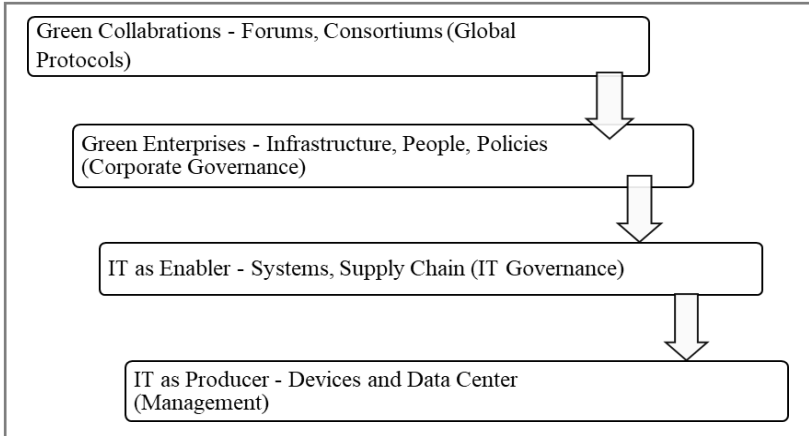 Green Collabrations - Forums, Consortiums (Global
Protocols)
Green Enterprises - Infrastructure, People, Policies
(Corporate Governance)
IT as Enabler - Systems, Supply Chain (IT Governance)
IT as Producer - Devices and Data Center
(Management)